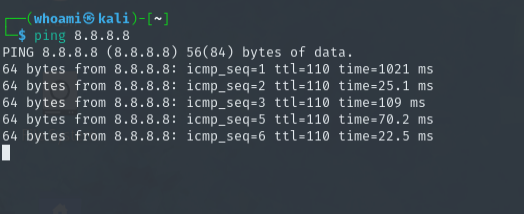 ┌──(whoami㉿kali)-[~]
└─$ ping 8.8.8.8
PING 8.8.8.8 (8.8.8.8) 56(84) bytes of data.
64 bytes from 8.8.8.8: icmp_seq=1 ttl=110 time=1021 ms
64 bytes from 8.8.8.8: icmp_seq=2 ttl=110 time=25.1 ms
64 bytes from 8.8.8.8: icmp_seq=3 ttl=110 time=109 ms
64 bytes from 8.8.8.8: icmp_seq=5 ttl=110 time=70.2 ms
64 bytes from 8.8.8.8: icmp_seq=6 ttl=110 time=22.5 ms